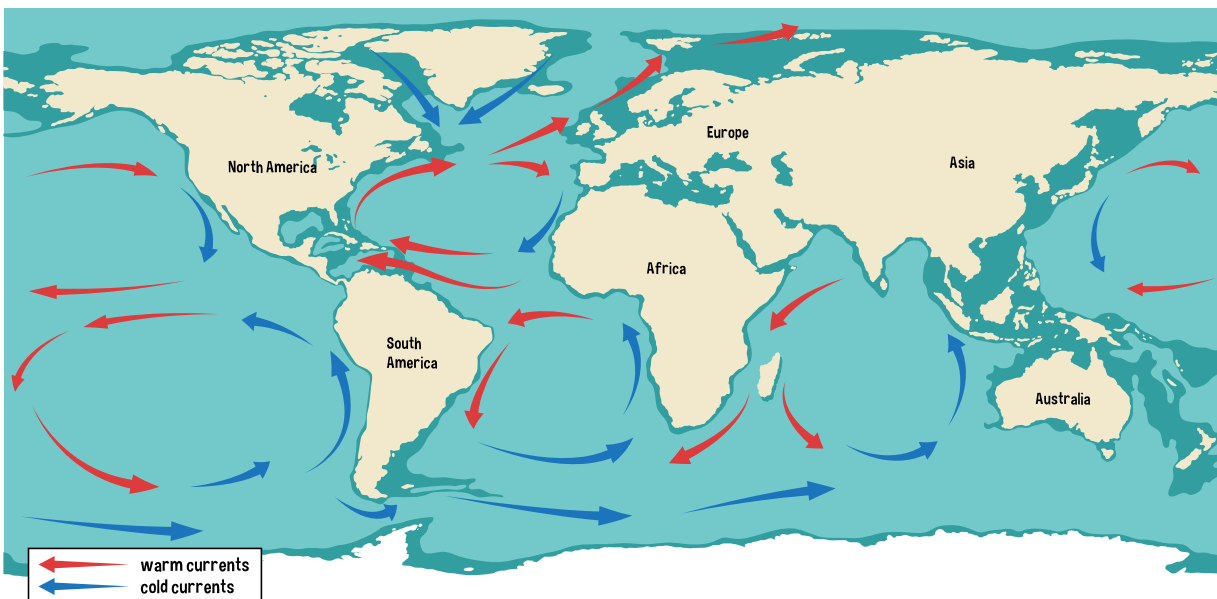 Europe
North America
Asia
Africa
South
America
Australia
warm currents
cold currents